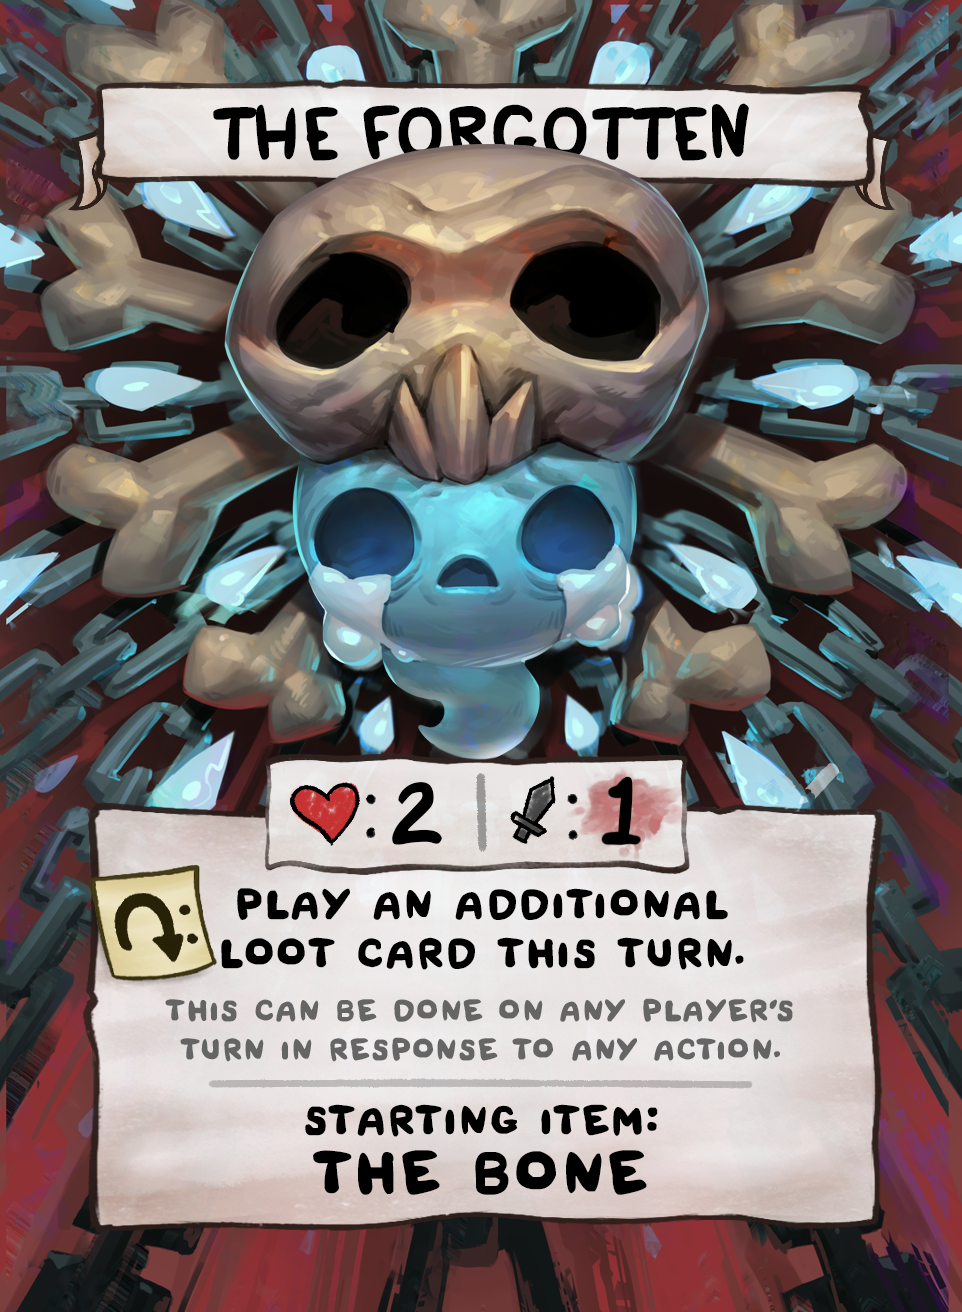 THE FORGOTTEN
: 2 | : 1
:
PLAY AN ADDITIONAL
LOOT CARD THIS TURN.
THIS CAN BE DONE ON ANY PLAYER'S
TURN IN RESPONSE TO ANY ACTION.
STARTING ITEM:
THE BONE